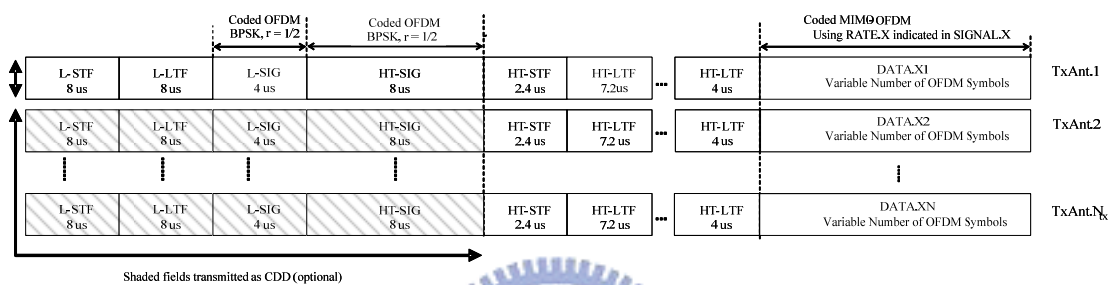 Coded OFDM
BPSK, r = 1/2
Coded OFDM
BPSK, r = 1/2
Coded MIMO-OFDM
Using RATE.X indicated in SIGNAL.X
L-STF
8 us
L-LTF
8 us
L-SIG
4 us
HT-SIG
8 us
HT-STF
2.4 us
HT-LTF
7.2us
...
HT-LTF
4 us
DATA.X1
Variable Number of OFDM Symbols
TxAnt.1
L-STF
8 us
L-LTF
8 us
L-SIG
4 us
HT-SIG
8 us
HT-STF
2.4 us
HT-LTF
7.2 us
...
HT-LTF
4 us
DATA.X2
Variable Number of OFDM Symbols
TxAnt.2
L-STF
8 us
L-LTF
8 us
L-SIG
4 us
HT-SIG
8 us
HT-STF
2.4 us
HT-LTF
7.2 us
...
HT-LTF
4 us
DATA.XN
Variable Number of OFDM Symbols
TxAnt.Ntx
Shaded fields transmitted as CDD (optional)